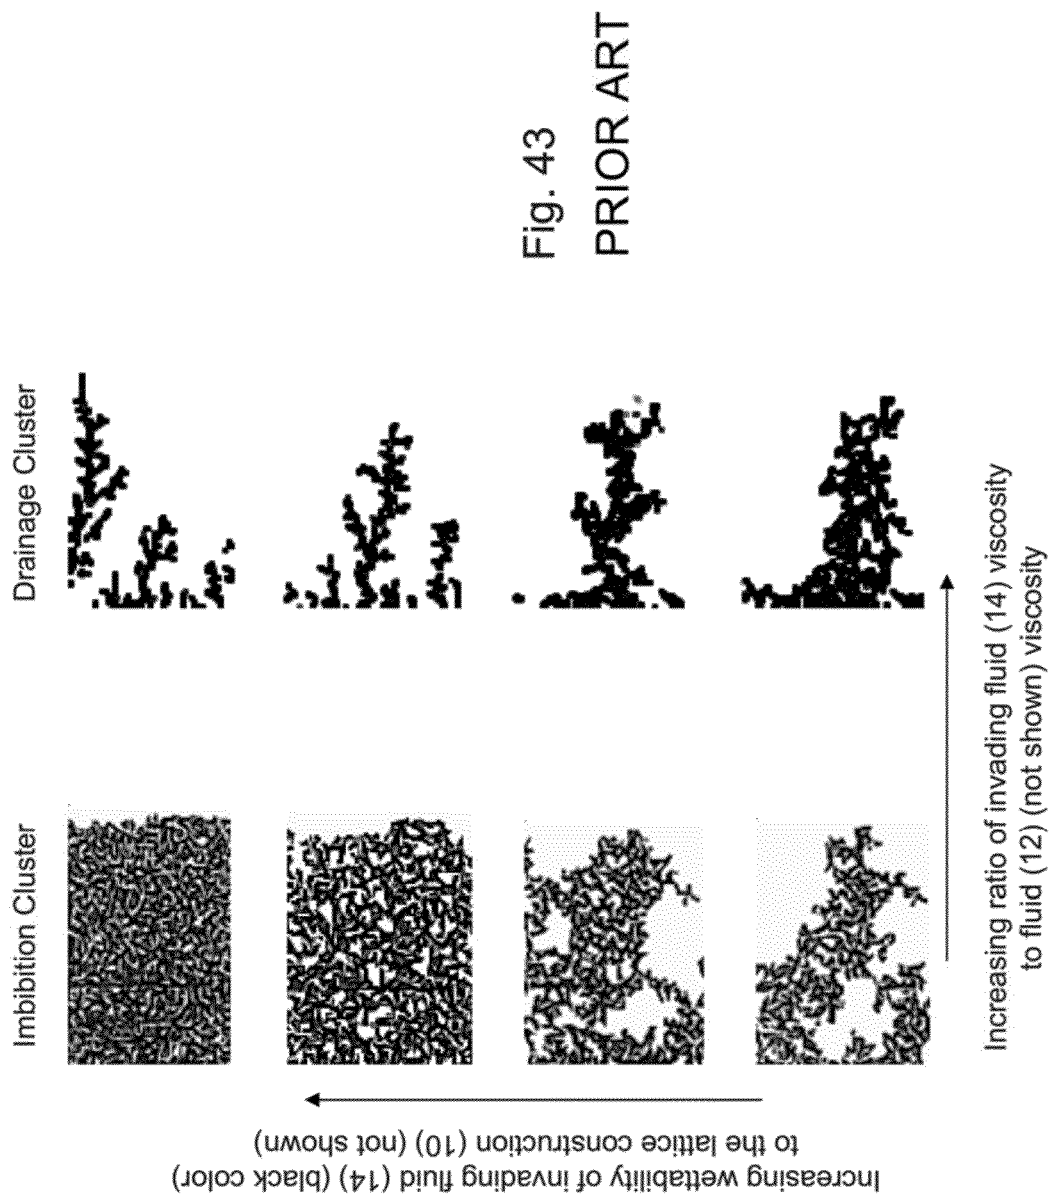 Imbibition Cluster
Drainage Cluster
Increasing wettability of invading fluid (14) (black color)
to the lattice construction (10) (not shown)
Increasing ratio of invading fluid (14) viscosity
to fluid (12) (not shown) viscosity
Fig. 43
PRIOR ART